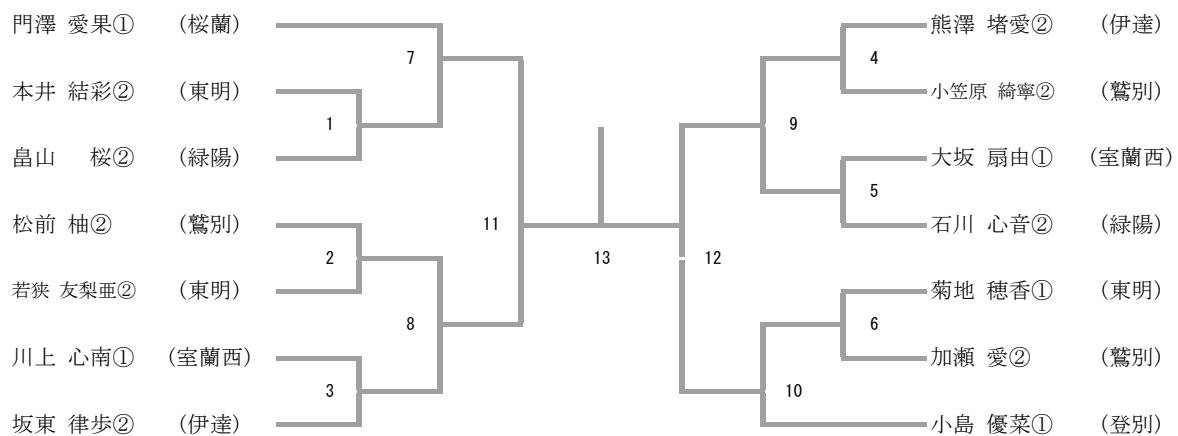 門澤 愛果① (桜蘭)
7
本井 結彩② (東明)
1
畠山 桜② (緑陽)
松前 柚② (鷲別)
2
若狭 友梨亜② (東明)
8
川上 心南① (室蘭西)
3
坂東 律歩② (伊達)
11
13
12
熊澤 堵愛② (伊達)
4
小笠原 綺寧② (鷲別)
9
大坂 扇由① (室蘭西)
5
石川 心音② (緑陽)
菊地 穂香① (東明)
6
加瀬 愛② (鷲別)
10
小島 優菜① (登別)